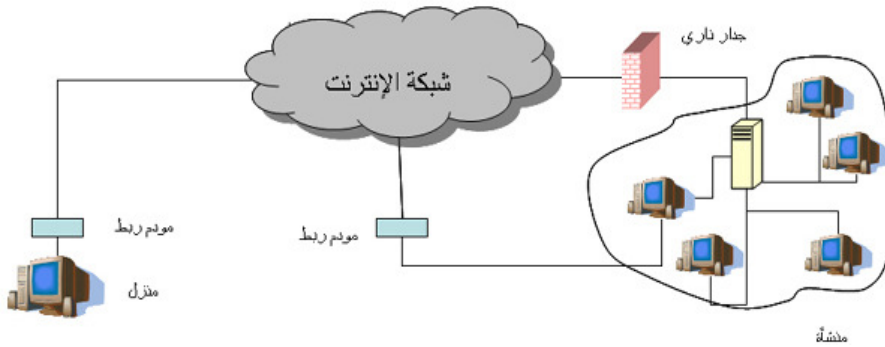 جدار ناري
شبكة الإنترنت
مودم ربط
مودم ربط
منزل
منشأة